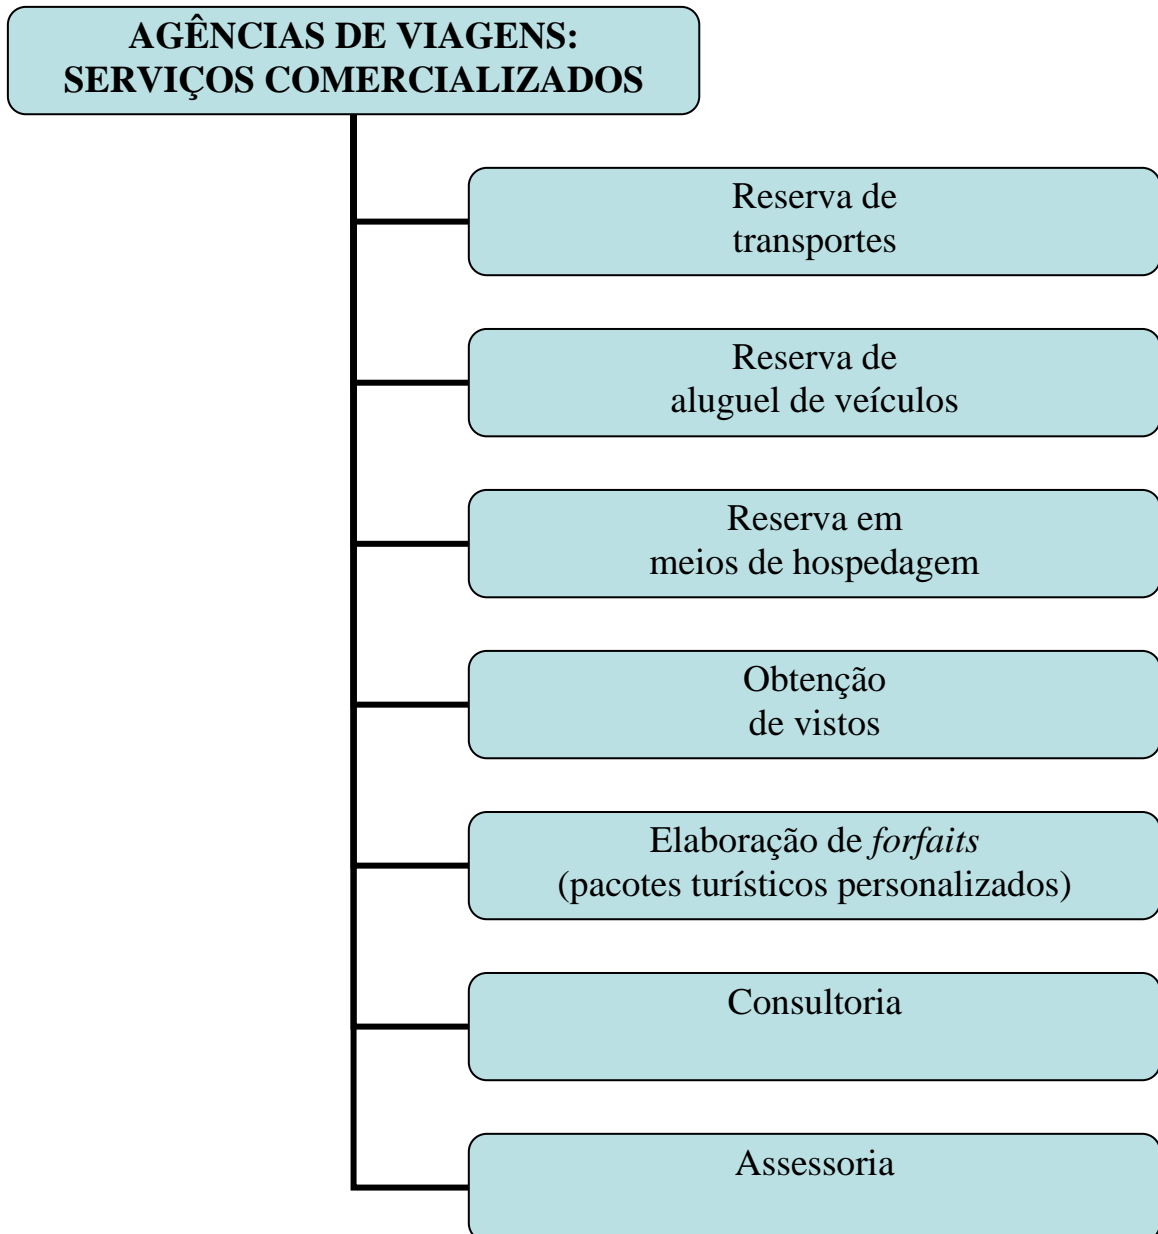 AGÊNCIAS DE VIAGENS:
SERVIÇOS COMERCIALIZADOS
Reserva de
transportes
Reserva de
aluguel de veículos
Reserva em
meios de hospedagem
Obtenção
de vistos
Elaboração de forfaits
(pacotes turísticos personalizados)
Consultoria
Assessoria